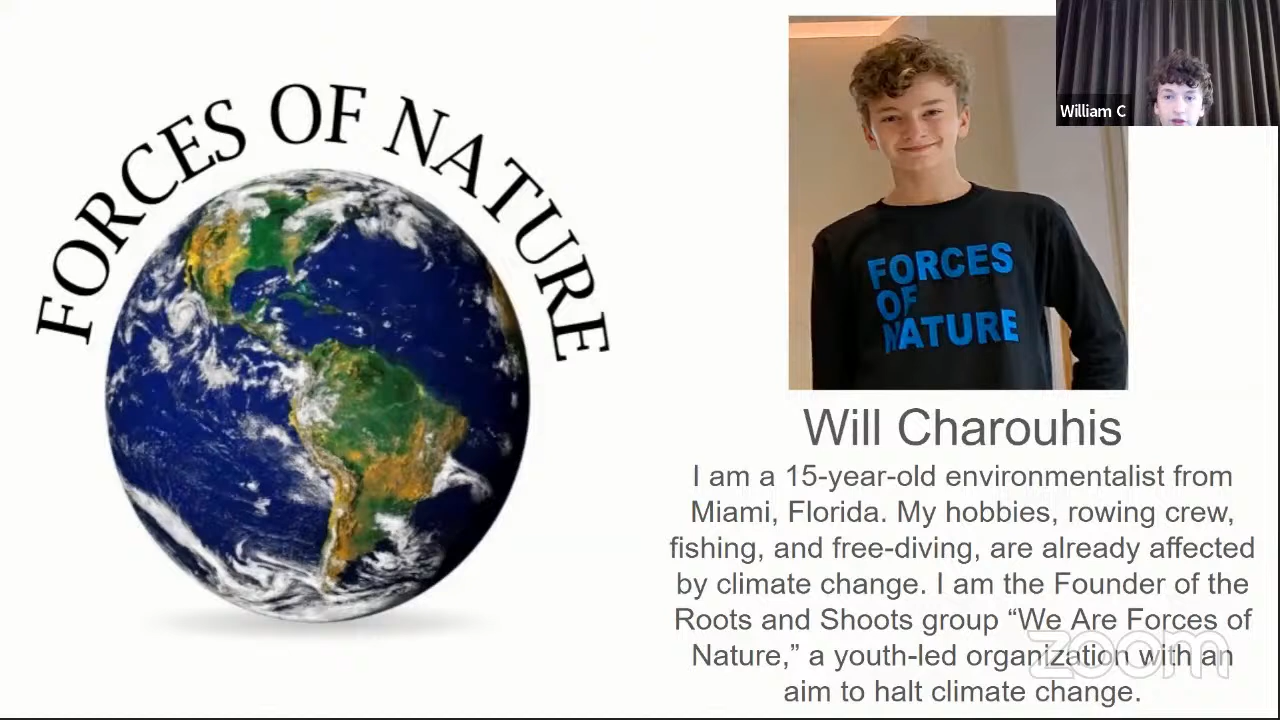 FORCES OF NATURE
William C
FORCES
OF
NATURE
Will Charouhis
I am a 15-year-old environmentalist from
Miami, Florida. My hobbies, rowing crew,
fishing, and free-diving, are already affected
by climate change. I am the Founder of the
Roots and Shoots group “We Are Forces of
Nature,” a youth-led organization with an
aim to halt climate change.
zoom